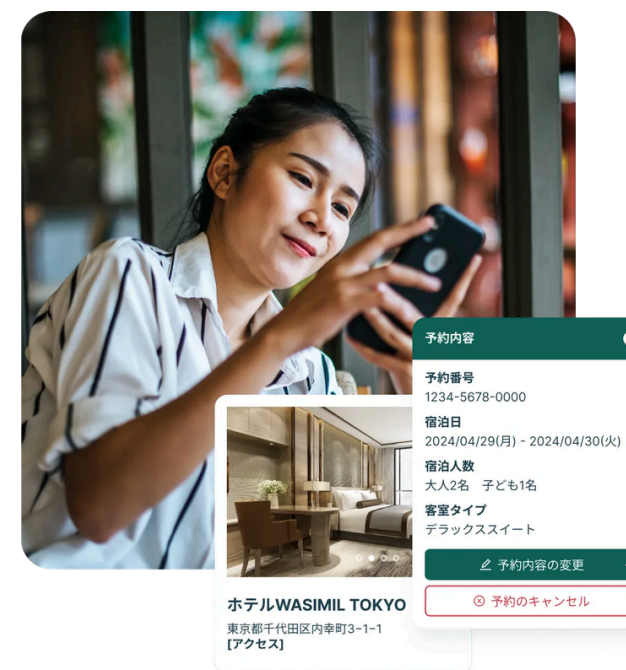 予約内容
予約番号
1234-5678-0000
宿泊日
2024/04/29(月) - 2024/04/30(火)
宿泊人数
大人2名 子ども1名
客室タイプ
デラックススイート
予約内容の変更
予約のキャンセル
ホテルWASIMIL TOKYO
東京都千代田区内幸町3-1-1
[アクセス]